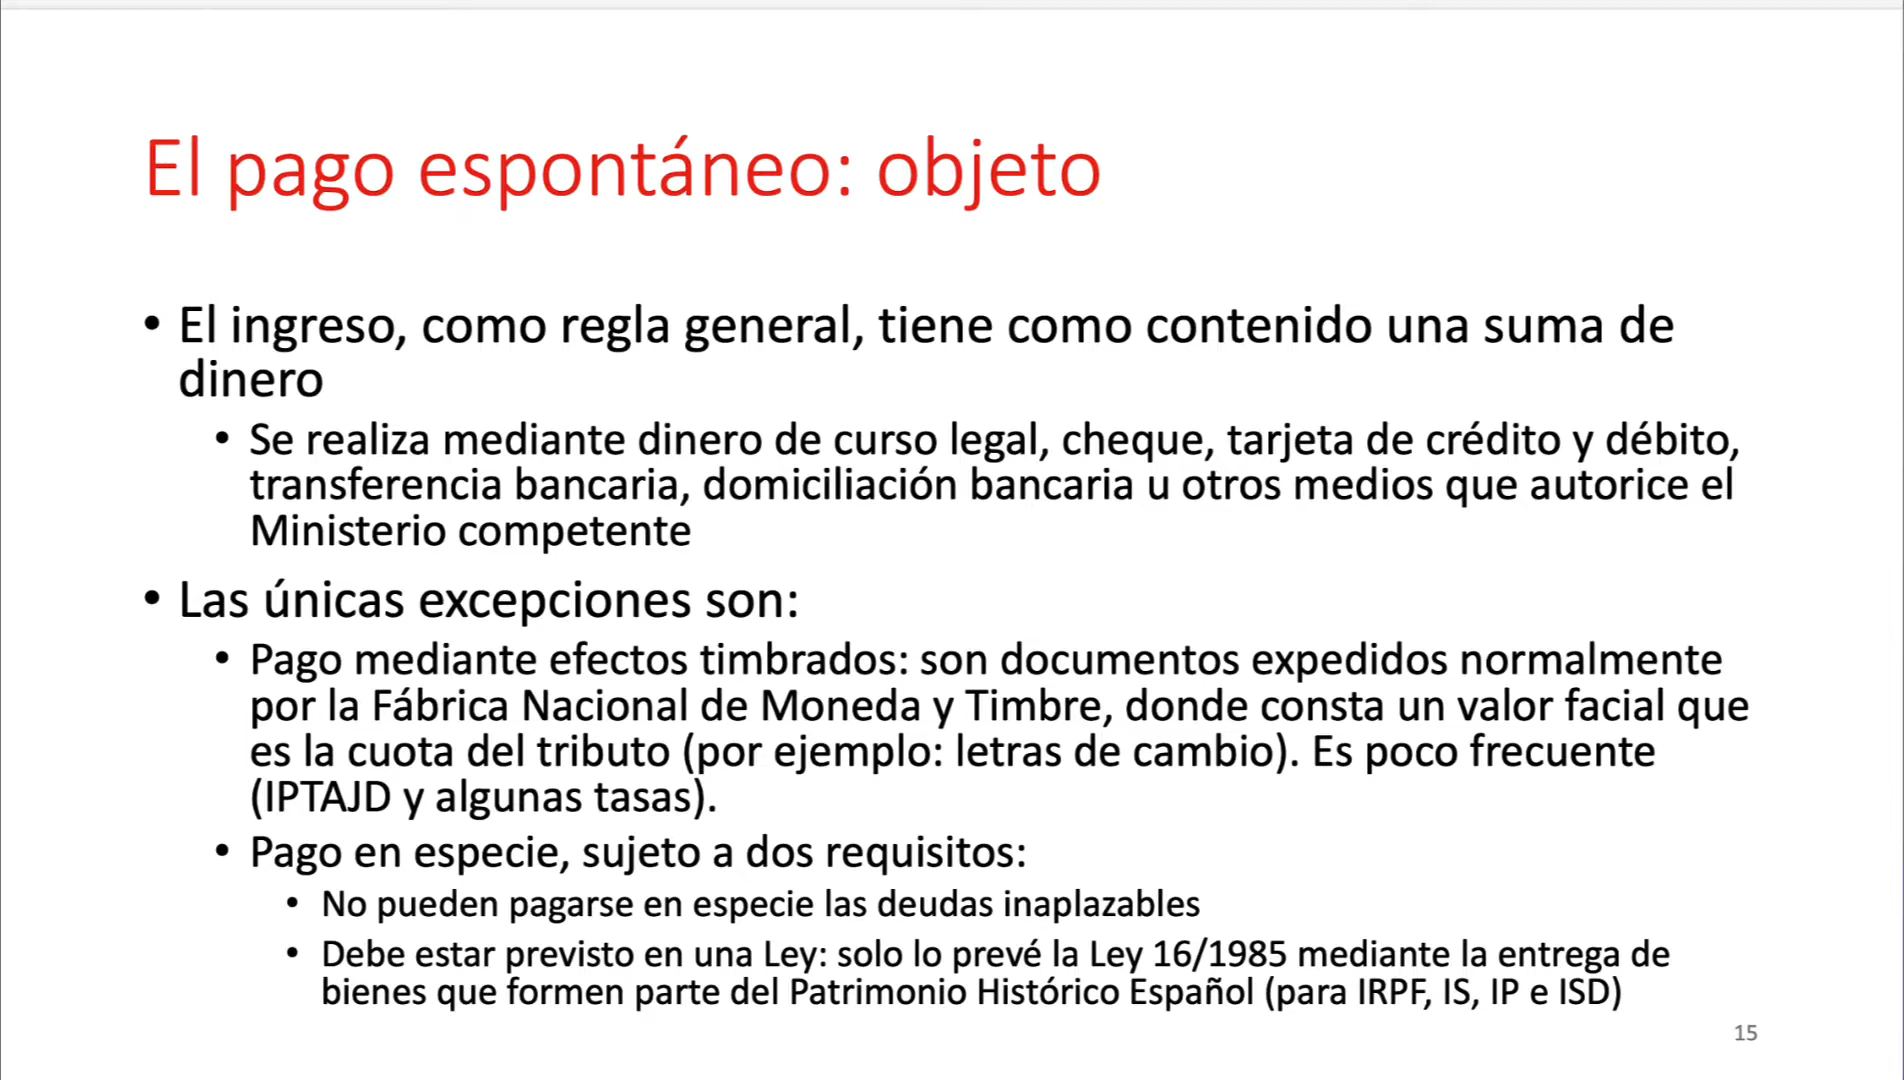 El pago espontáneo: objeto
• El ingreso, como regla general, tiene como contenido una suma de
dinero
• Se realiza mediante dinero de curso legal, cheque, tarjeta de crédito y débito,
transferencia bancaria, domiciliación bancaria u otros medios que autorice el
Ministerio competente
• Las únicas excepciones son:
• Pago mediante efectos timbrados: son documentos expedidos normalmente
por la Fábrica Nacional de Moneda y Timbre, donde consta un valor facial que
es la cuota del tributo (por ejemplo: letras de cambio). Es poco frecuente
(IPTAJD y algunas tasas).
• Pago en especie, sujeto a dos requisitos:
• No pueden pagarse en especie las deudas inaplazables
• Debe estar previsto en una Ley: solo lo prevé la Ley 16/1985 mediante la entrega de
bienes que formen parte del Patrimonio Histórico Español (para IRPF, IS, IP e ISD)
15